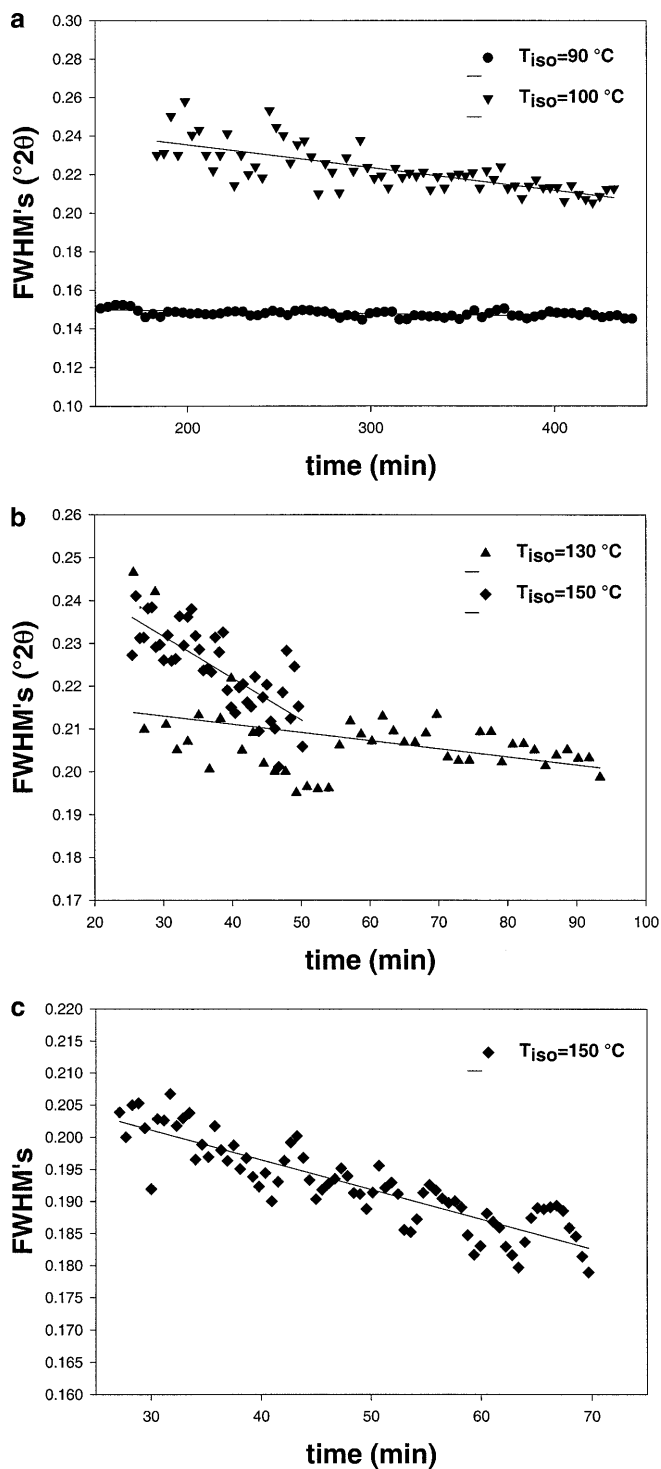 a
0.30
0.28
0.26
0.24
0.22
0.20
0.18
0.16
0.14
0.12
0.10
FWHM's (°2θ)
Tiso=90 °C
Tiso=100 °C
200 300 400
time (min)
b
0.26
0.25
0.24
0.23
0.22
0.21
0.20
0.19
0.18
0.17
FWHM's (°2θ)
Tiso=130 °C
Tiso=150 °C
20 30 40 50 60 70 80 90 100
time (min)
c
0.220
0.215
0.210
0.205
0.200
0.195
0.190
0.185
0.180
0.175
0.170
0.165
0.160
FWHM's
Tiso=150 °C
30 40 50 60 70
time (min)